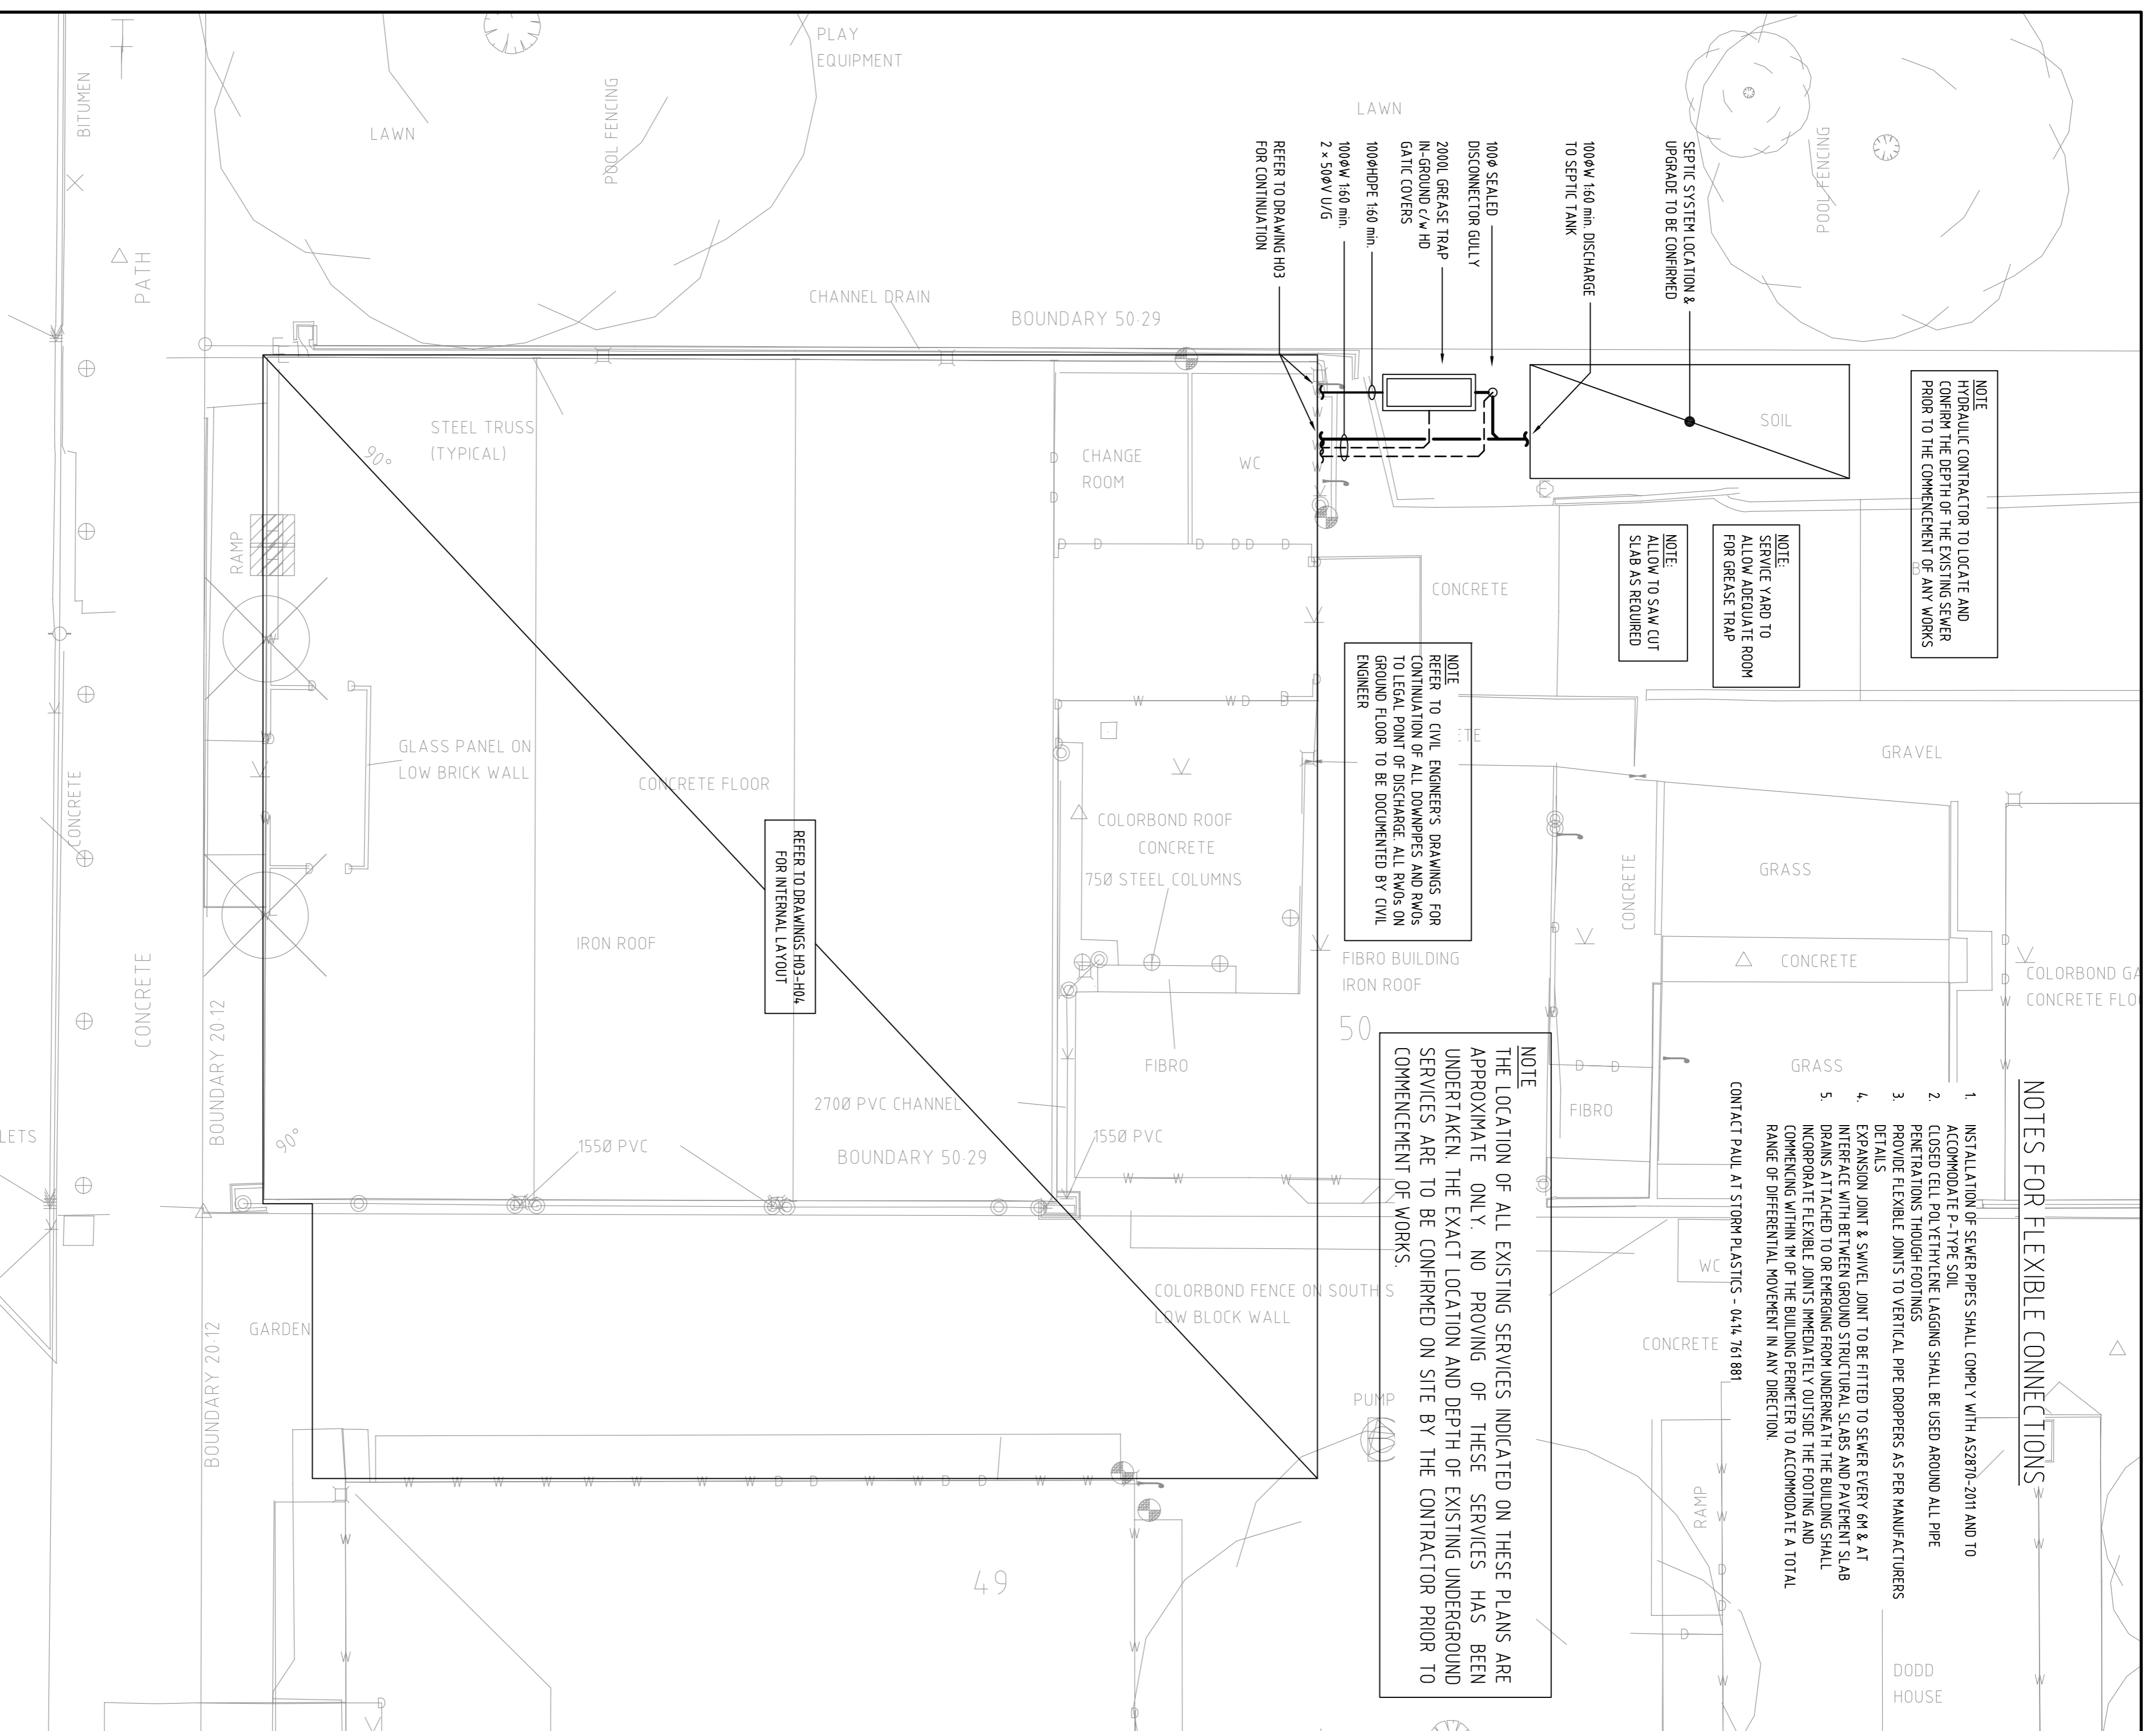 PLAY
EQUIPMENT
BITUMEN
LAWN
POOL FENCING
LAWN
POOL FENCING
PATH
CHANNEL DRAIN
BOUNDARY 50·29
SEPTIC SYSTEM LOCATION &
UPGRADE TO BE CONFIRMED
100ØW 1:60 min. DISCHARGE
TO SEPTIC TANK
100Ø SEALED
DISCONNECTOR GULLY
2000L GREASE TRAP
IN-GROUND c/w HD
GATIC COVERS
100ØHDPE 1:60 min.
100ØW 1:60 min.
2 x 50ØV U/G
REFER TO DRAWING H03
FOR CONTINUATION
NOTE
HYDRAULIC CONTRACTOR TO LOCATE AND
CONFIRM THE DEPTH OF THE EXISTING SEWER
PRIOR TO THE COMMENCEMENT OF ANY WORKS
B
NOTE:
SERVICE YARD TO
ALLOW ADEQUATE ROOM
FOR GREASE TRAP
NOTE:
ALLOW TO SAW CUT
SLAB AS REQUIRED
SOIL
STEEL TRUSS
(TYPICAL)
90°
CHANGE
ROOM
WC
RAMP
CONCRETE
NOTE
REFER TO CIVIL ENGINEER'S DRAWINGS FOR
CONTINUATION OF ALL DOWNPIPES AND RWOs
TO LEGAL POINT OF DISCHARGE. ALL RWOs ON
GROUND FLOOR TO BE DOCUMENTED BY CIVIL
ENGINEER
ETE
GRAVEL
GLASS PANEL ON
LOW BRICK WALL
CONCRETE FLOOR
COLORBOND ROOF
CONCRETE
75Ø STEEL COLUMNS
CONCRETE
CONCRETE
GRASS
REFER TO DRAWINGS H03-H04
FOR INTERNAL LAYOUT
IRON ROOF
FIBRO BUILDING
IRON ROOF
CONCRETE
COLORBOND GA
CONCRETE FLO
CONCRETE
BOUNDARY 20·12
50
FIBRO
GRASS
FIBRO
270Ø PVC CHANNEL
155Ø PVC
155Ø PVC
BOUNDARY 50·29
90°
LETS
NOTE
THE LOCATION OF ALL EXISTING SERVICES INDICATED ON THESE PLANS ARE
APPROXIMATE ONLY. NO PROVING OF THESE SERVICES HAS BEEN
UNDERTAKEN. THE EXACT LOCATION AND DEPTH OF EXISTING UNDERGROUND
SERVICES ARE TO BE CONFIRMED ON SITE BY THE CONTRACTOR PRIOR TO
COMMENCEMENT OF WORKS.
NOTES FOR FLEXIBLE CONNECTIONS
1. INSTALLATION OF SEWER PIPES SHALL COMPLY WITH AS2870-2011 AND TO
ACCOMMODATE P-TYPE SOIL
2. CLOSED CELL POLYETHYLENE LAGGING SHALL BE USED AROUND ALL PIPE
PENETRATIONS THOUGH FOOTINGS
3. PROVIDE FLEXIBLE JOINTS TO VERTICAL PIPE DROPPERS AS PER MANUFACTURERS
DETAILS
4. EXPANSION JOINT & SWIVEL JOINT TO BE FITTED TO SEWER EVERY 6M & AT
INTERFACE WITH BETWEEN GROUND STRUCTURAL SLABS AND PAVEMENT SLAB
5. DRAINS ATTACHED TO OR EMERGING FROM UNDERNEATH THE BUILDING SHALL
INCORPORATE FLEXIBLE JOINTS IMMEDIATELY OUTSIDE THE FOOTING AND
COMMENCING WITHIN 1M OF THE BUILDING PERIMETER TO ACCOMMODATE A TOTAL
RANGE OF DIFFERENTIAL MOVEMENT IN ANY DIRECTION.
CONTACT PAUL AT STORM PLASTICS - 0414 761 881
WC
COLORBOND FENCE ON SOUTH S
LOW BLOCK WALL
GARDEN
BOUNDARY 20·12
CONCRETE
PUMP
RAMP
49
DODD
HOUSE